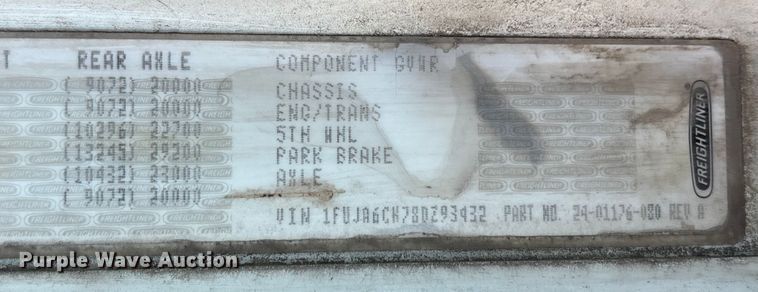 T REAR AXLE COMPONENT GVWR
( 9072) 20000 CHASSIS
( 9072) 20000 ENG/TRANS
(10296) 22700 5TH WHL
(13245) 29200 PARK BRAKE
(10432) 23000 AXLE
( 9072) 20000
VIN 1FUJA6CK78DZ93432 PART NO. 24-01176-080 REV A
FREIGHTLINER
Purple Wave Auction